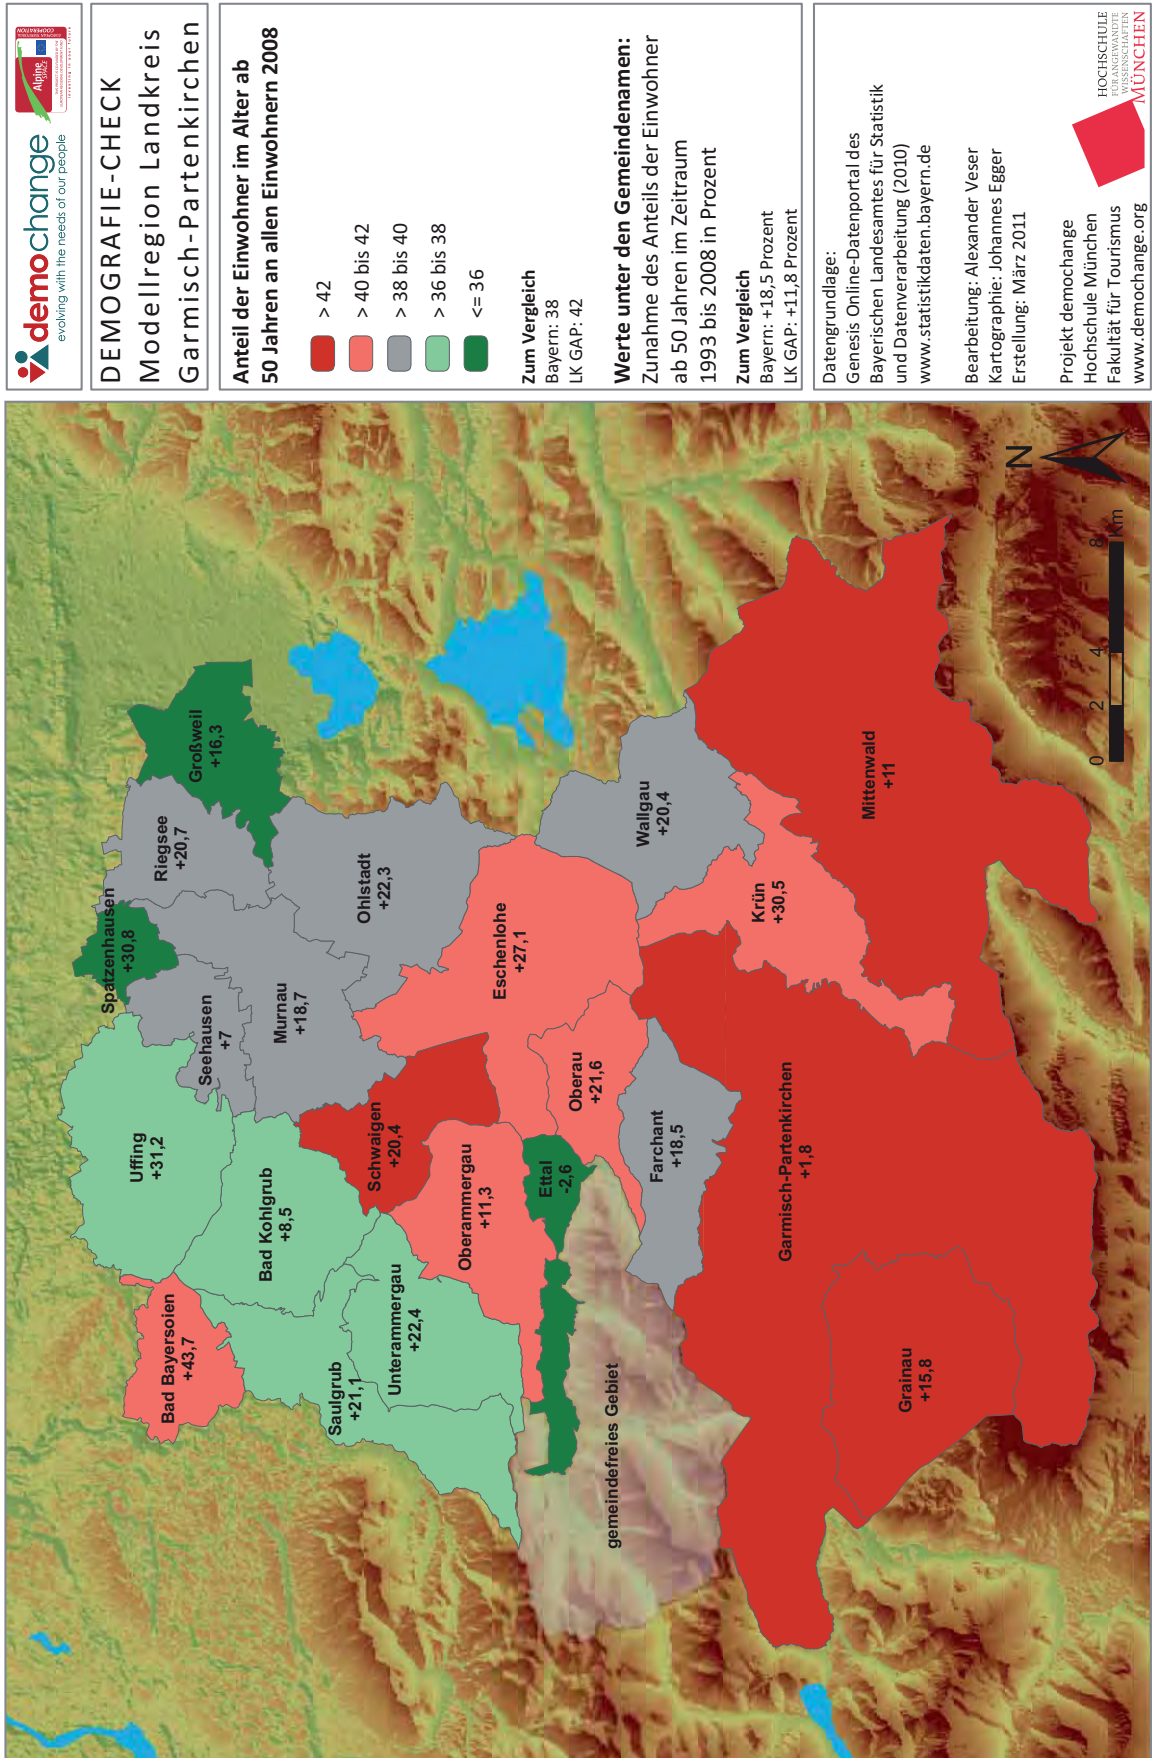 demochange
evolving with the needs of our people
Alpine
Space
DEMOGRAFIE-CHECK
Modellregion Landkreis
Garmisch-Partenkirchen
Anteil der Einwohner im Alter ab
50 Jahren an allen Einwohnern 2008
> 42
> 40 bis 42
> 38 bis 40
> 36 bis 38
<= 36
Zum Vergleich
Bayern: 38
LK GAP: 42
Werte unter den Gemeindenamen:
Zunahme des Anteils der Einwohner
ab 50 Jahren im Zeitraum
1993 bis 2008 in Prozent
Zum Vergleich
Bayern: +18,5 Prozent
LK GAP: +11,8 Prozent
Datengrundlage:
Genesis Online-Datenportal des
Bayerischen Landesamtes für Statistik
und Datenverarbeitung (2010)
www.statistikdaten.bayern.de
Bearbeitung: Alexander Veser
Kartographie: Johannes Egger
Erstellung: März 2011
Projekt demochange
Hochschule München
Fakultät für Tourismus
www.demochange.org
HOCHSCHULE
FÜR ANGEWANDTE
WISSENSCHAFTEN
MÜNCHEN
Spatzenhausen
+30,8
Uffing
+31,2
Riegsee
+20,7
Großweil
+16,3
Bad Bayersoien
+43,7
Seehausen
+7
Bad Kohlgrub
+8,5
Murnau
+18,7
Saulgrub
+21,1
Ohlstadt
+22,3
Schwaigen
+20,4
Unterammergau
+22,4
Oberammergau
+11,3
Eschenlohe
+27,1
Ettal
-2,6
Oberau
+21,6
gemeindefreies Gebiet
Farchant
+18,5
Wallgau
+20,4
Krün
+30,5
Garmisch-Partenkirchen
+1,8
Mittenwald
+11
Grainau
+15,8
N
0 2 4 8
km